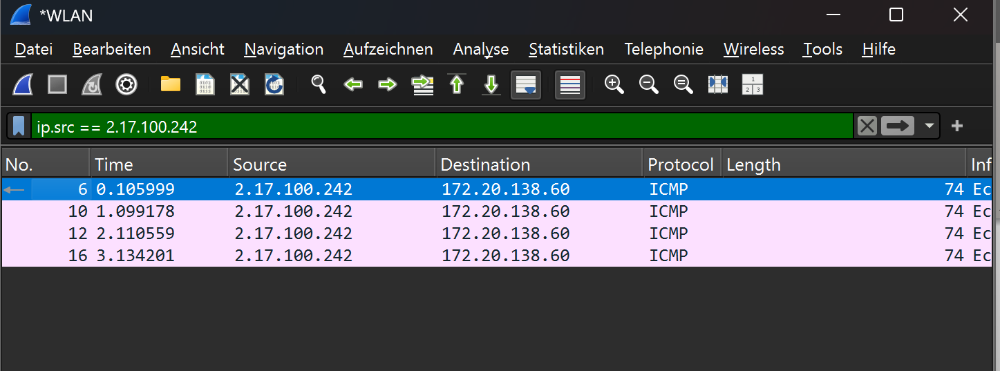 *WLAN
Datei Bearbeiten Ansicht Navigation Aufzeichnen Analyse Statistiken Telephonie Wireless Tools Hilfe
ip.src == 2.17.100.242
No. Time Source Destination Protocol Length Inf
6 0.105999 2.17.100.242 172.20.138.60 ICMP 74 Ec
10 1.099178 2.17.100.242 172.20.138.60 ICMP 74 Ec
12 2.110559 2.17.100.242 172.20.138.60 ICMP 74 Ec
16 3.134201 2.17.100.242 172.20.138.60 ICMP 74 Ec